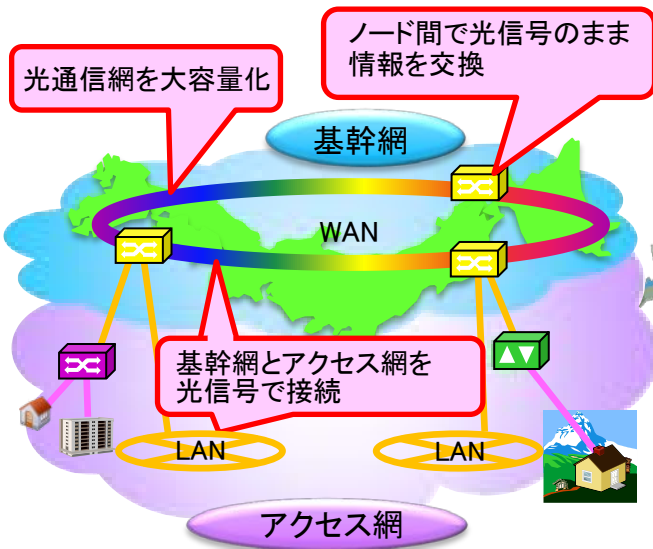 ノード間で光信号のまま
情報を交換
光通信網を大容量化
基幹網
WAN
基幹網とアクセス網を
光信号で接続
LAN
LAN
アクセス網